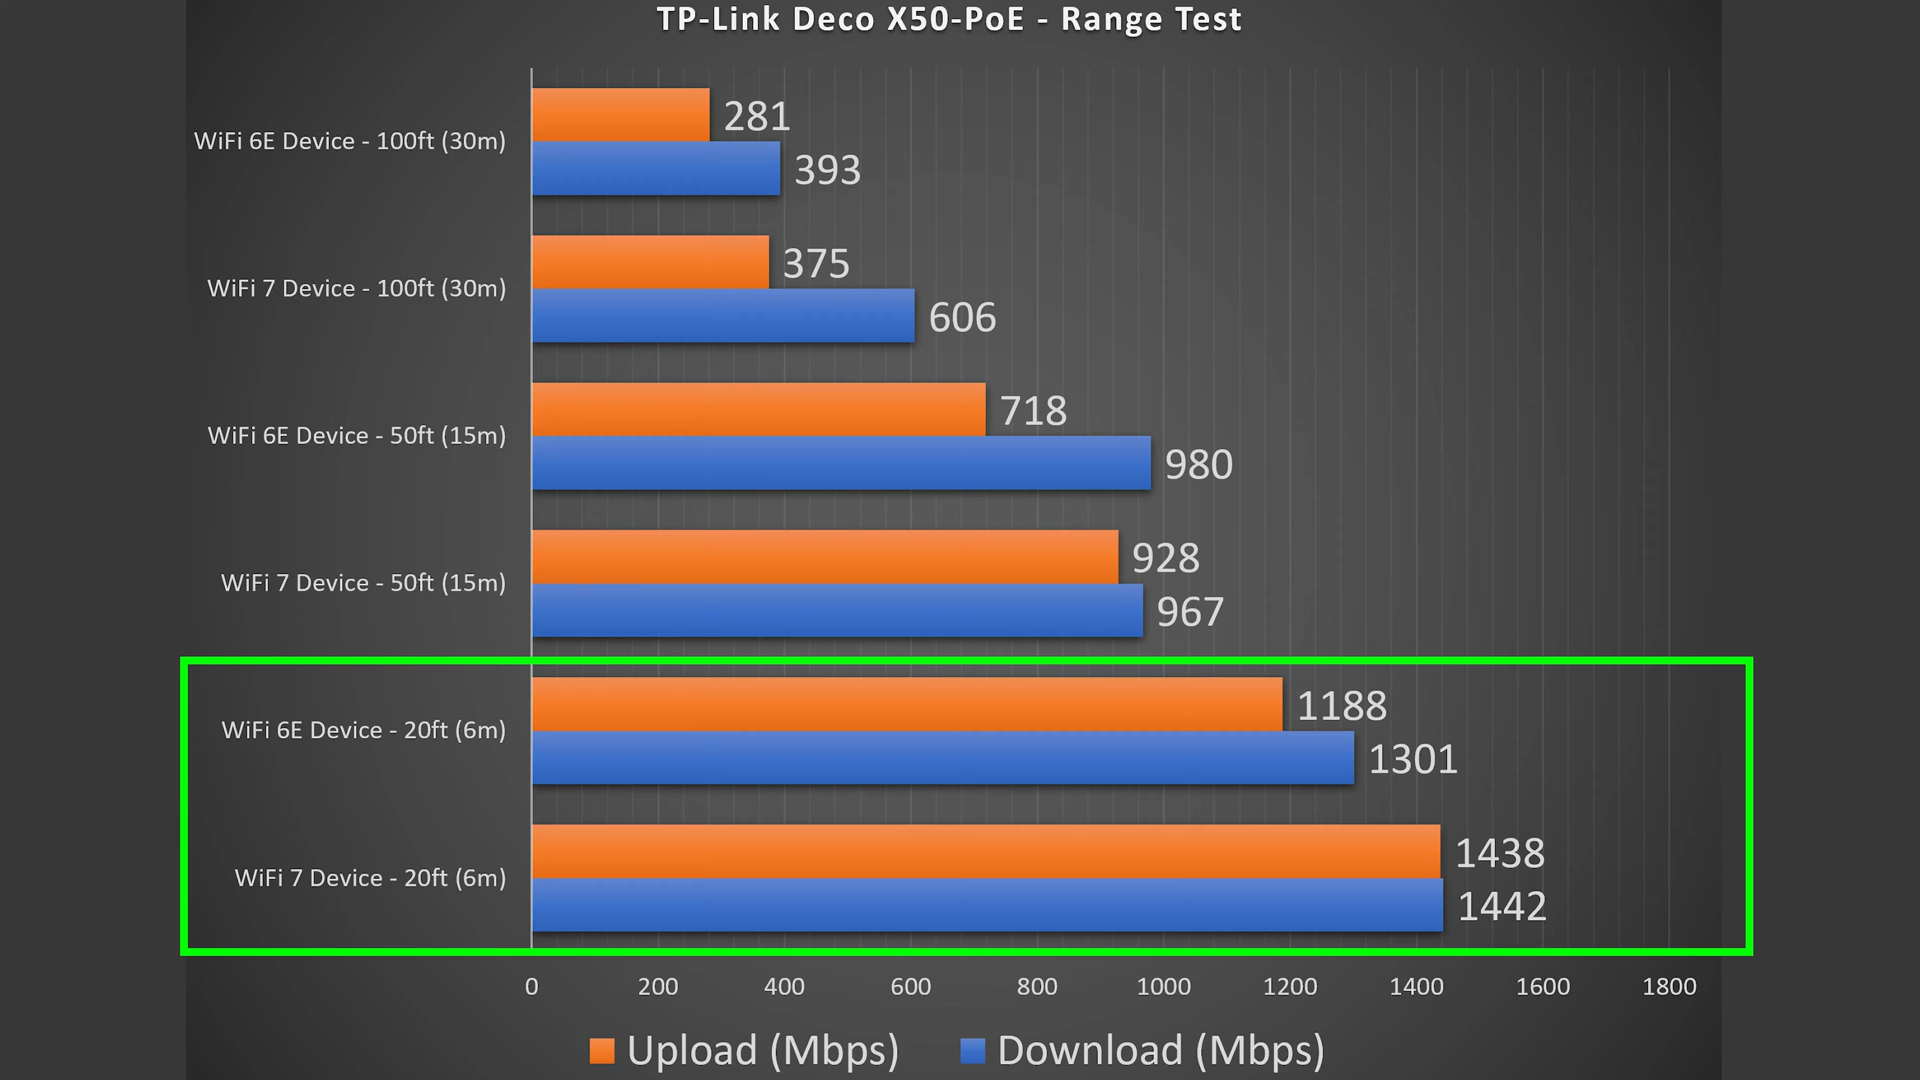 TP-Link Deco X50-PoE - Range Test
WiFi 6E Device - 100ft (30m)
281
393
WiFi 7 Device - 100ft (30m)
375
606
WiFi 6E Device - 50ft (15m)
718
980
WiFi 7 Device - 50ft (15m)
928
967
WiFi 6E Device - 20ft (6m)
1188
1301
WiFi 7 Device - 20ft (6m)
1438
1442
0 200 400 600 800 1000 1200 1400 1600 1800
Upload (Mbps) Download (Mbps)